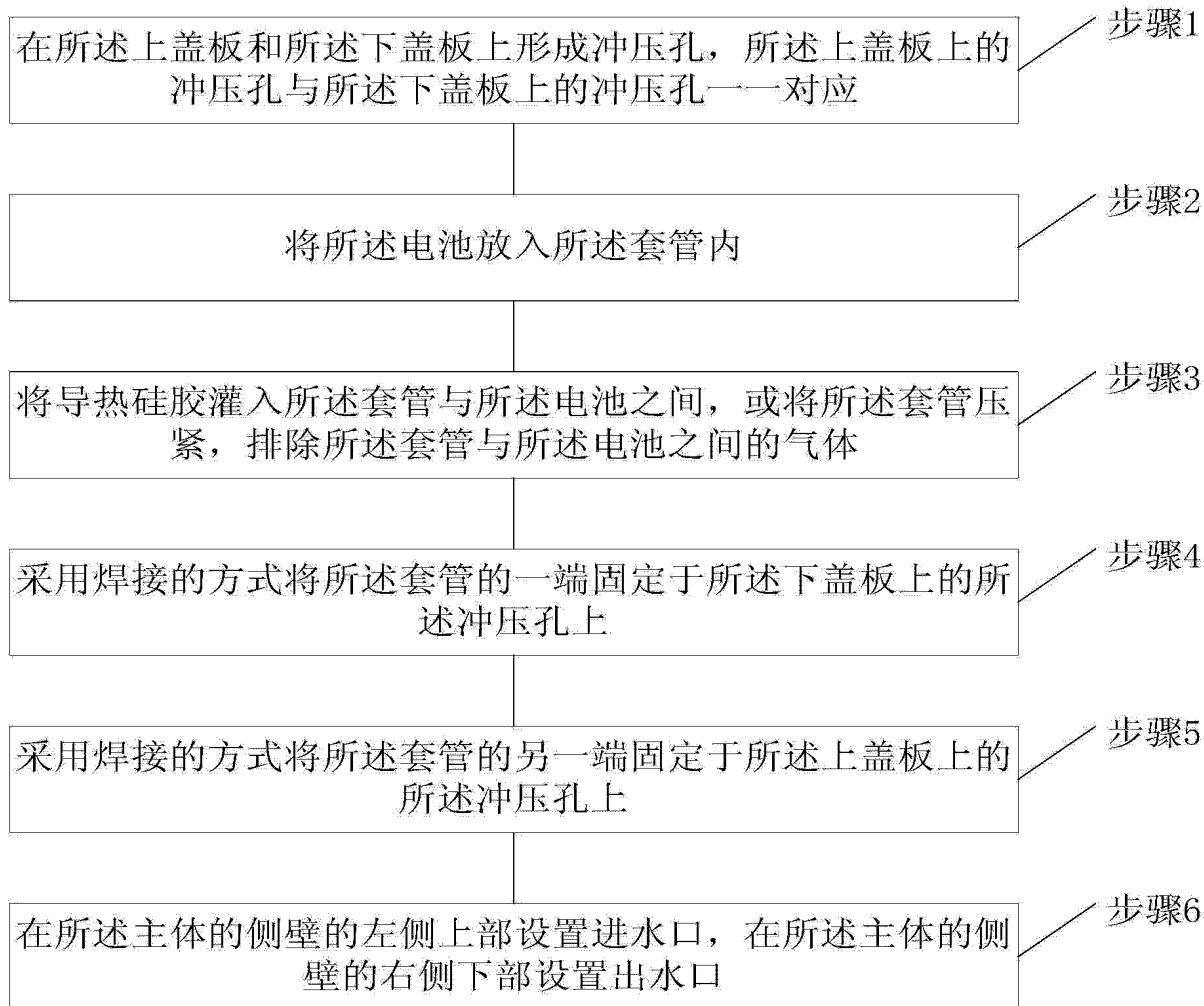 步骤1
在所述上盖板和所述下盖板上形成冲压孔，所述上盖板上的
冲压孔与所述下盖板上的冲压孔一一对应
步骤2
将所述电池放入所述套管内
步骤3
将导热硅胶灌入所述套管与所述电池之间，或将所述套管压
紧，排除所述套管与所述电池之间的气体
步骤4
采用焊接的方式将所述套管的一端固定于所述下盖板上的所
述冲压孔上
步骤5
采用焊接的方式将所述套管的另一端固定于所述上盖板上的
所述冲压孔上
步骤6
在所述主体的侧壁的左侧上部设置进水口，在所述主体的侧
壁的右侧下部设置出水口